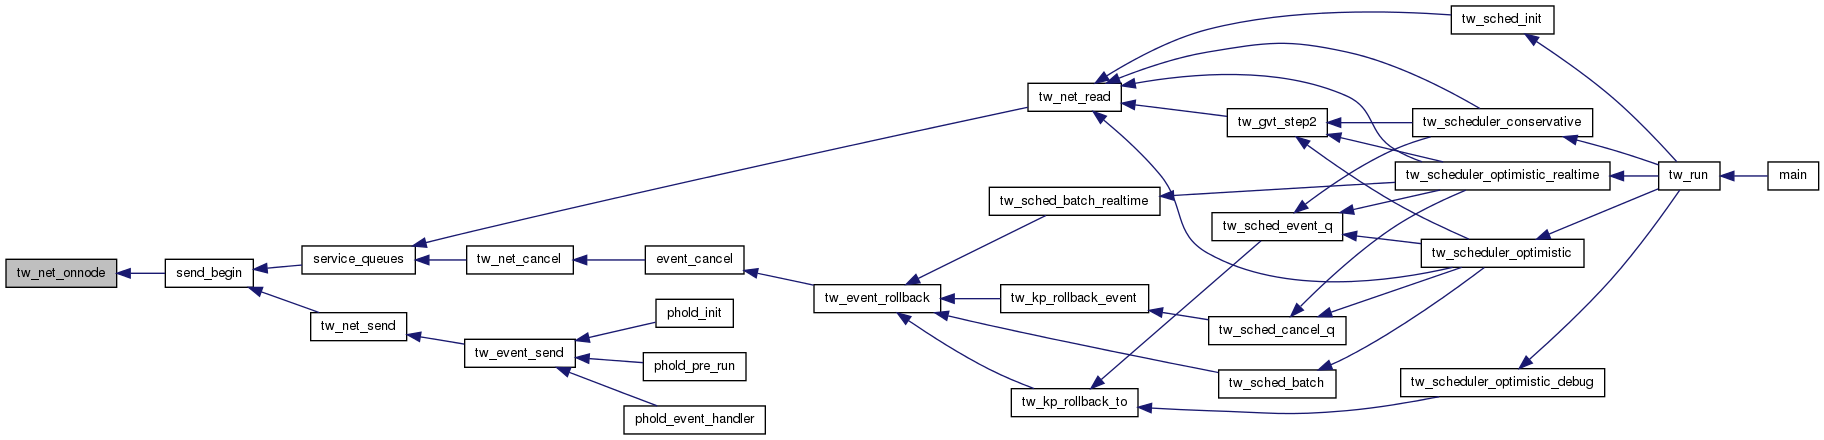 tw_sched_init
tw_net_read
tw_gvt_step2
tw_scheduler_conservative
tw_scheduler_optimistic_realtime
tw_run
main
tw_sched_batch_realtime
tw_sched_event_q
tw_scheduler_optimistic
service_queues
tw_net_cancel
event_cancel
tw_net_onnode
send_begin
tw_event_rollback
tw_kp_rollback_event
phold_init
tw_net_send
tw_sched_cancel_q
tw_event_send
phold_pre_run
tw_sched_batch
tw_scheduler_optimistic_debug
tw_kp_rollback_to
phold_event_handler